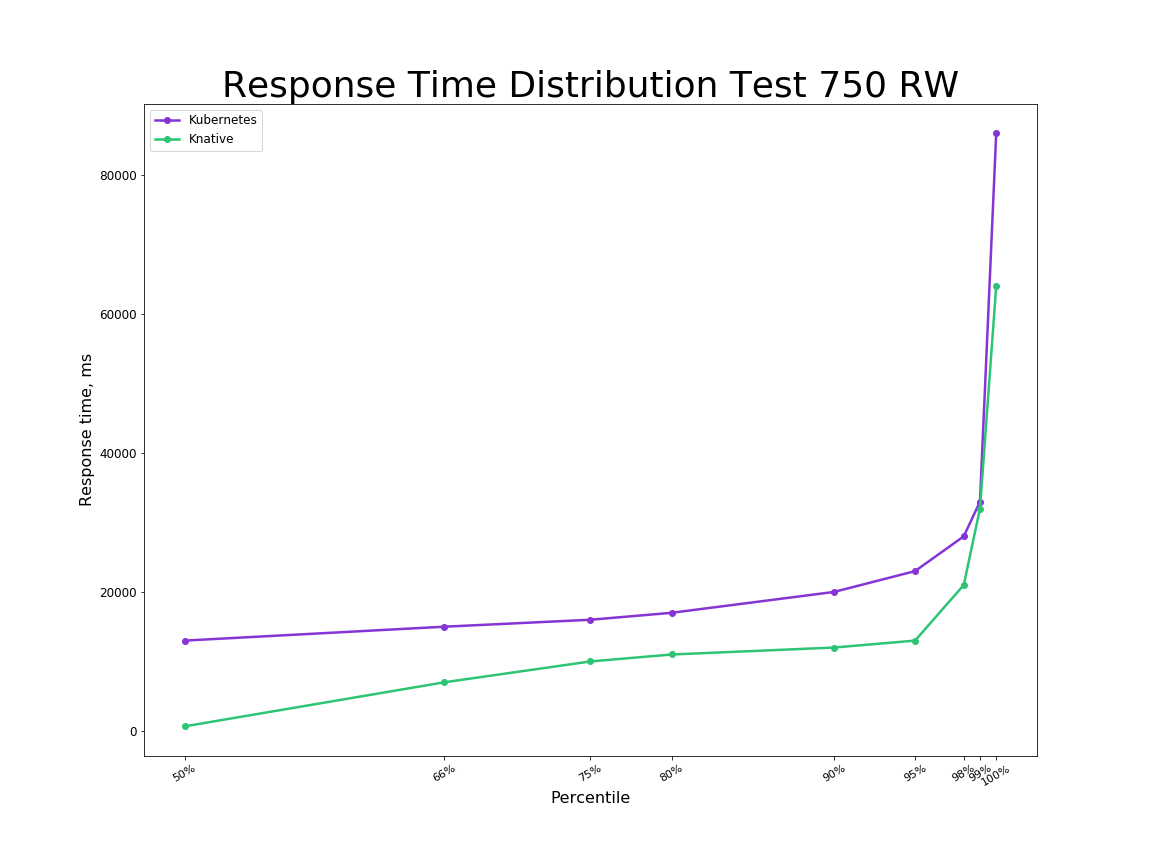 Response Time Distribution Test 750 RW
Kubernetes
Knative
80000
60000
40000
20000
0
Response time, ms
50%
66%
75%
80%
90%
95%
98%
99%
100%
Percentile